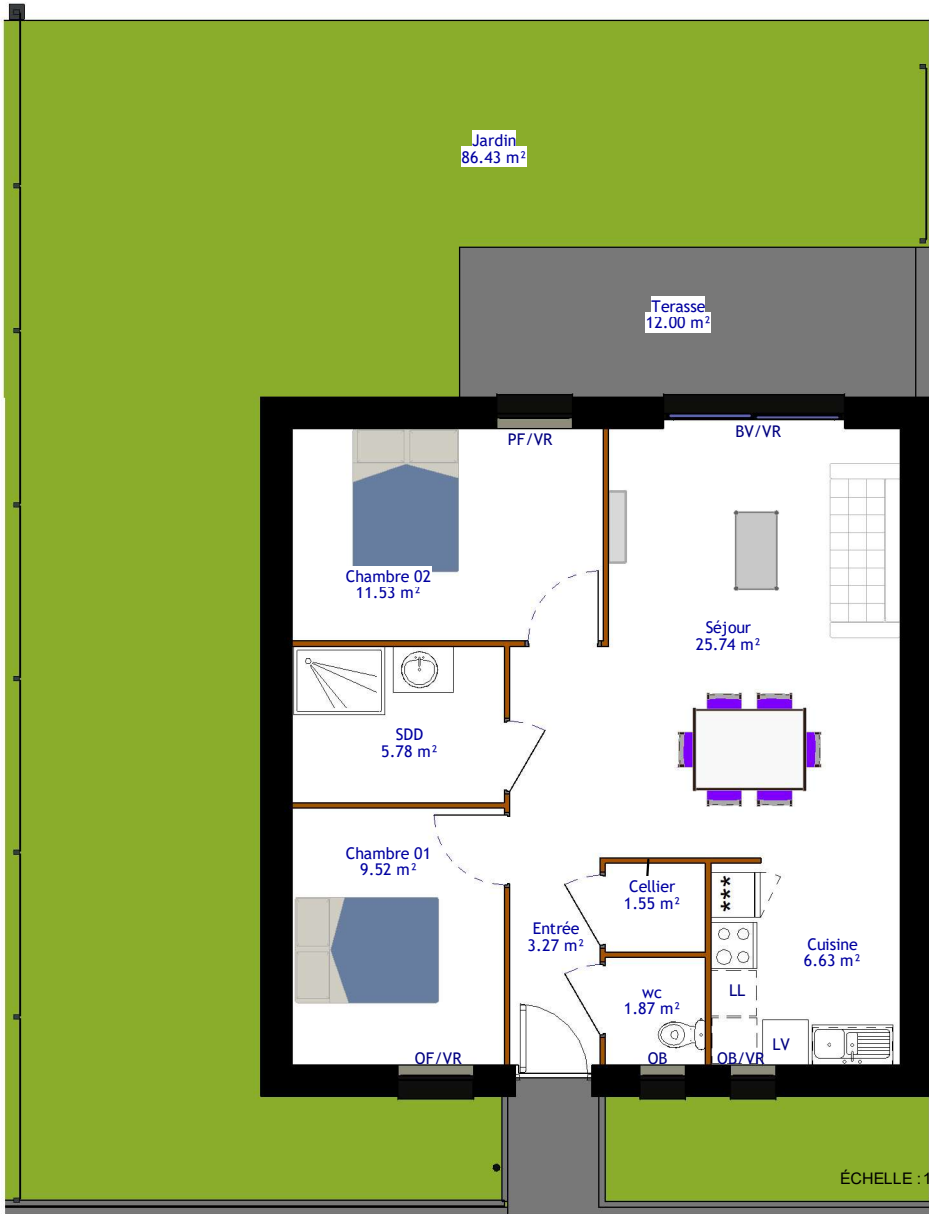 Jardin
86.43 m²
Terasse
12.00 m²
PF/VR
BV/VR
Chambre 02
11.53 m²
Séjour
25.74 m²
SDD
5.78 m²
Chambre 01
9.52 m²
Cellier
1.55 m²
Entrée
3.27 m²
Cuisine
6.63 m²
wc
1.87 m²
LL
LV
OF/VR
OB
OB/VR
ÉCHELLE : 1